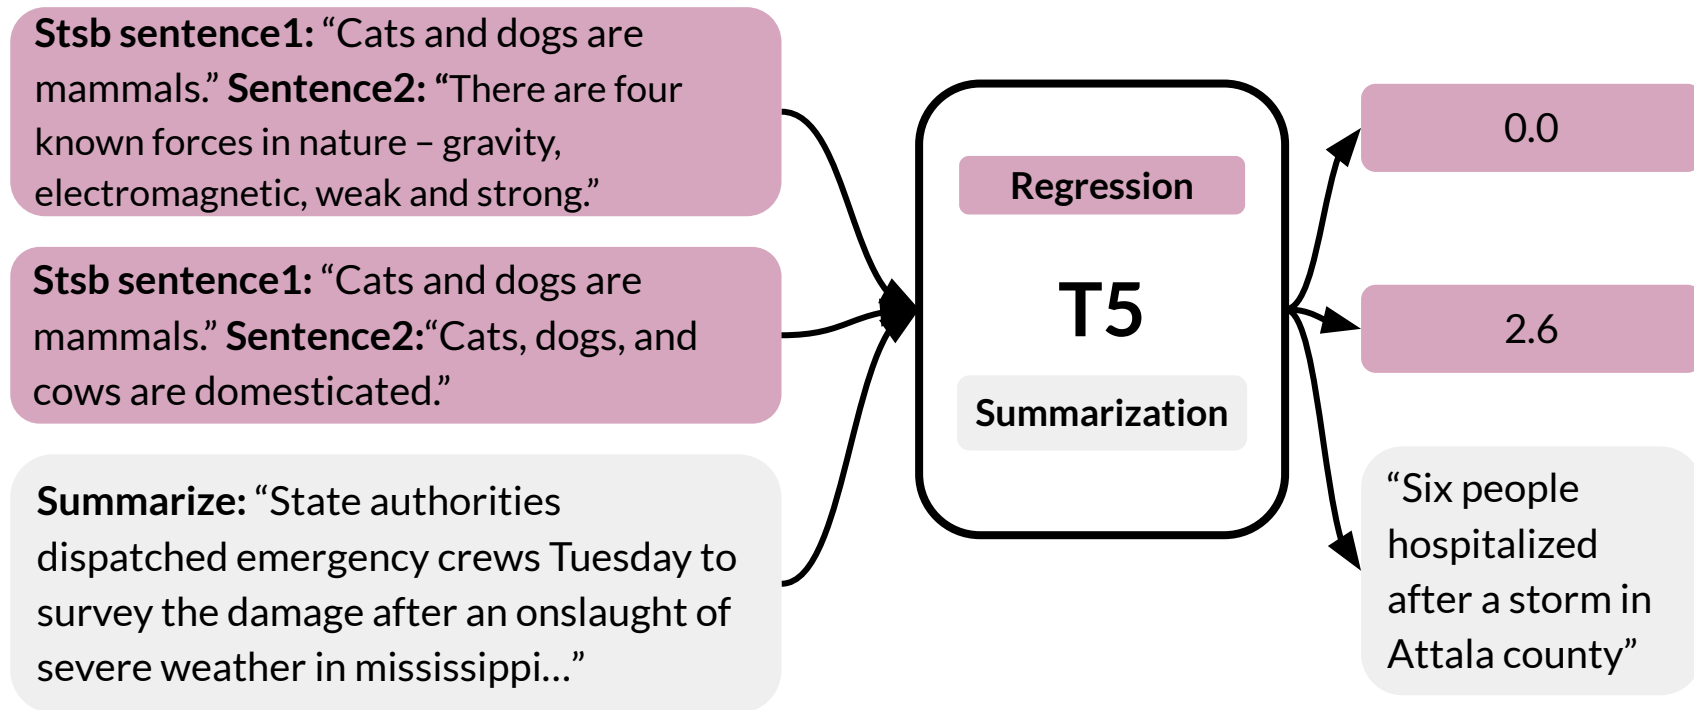 Stsb sentence1: “Cats and dogs are
mammals.” Sentence2: “There are four
known forces in nature – gravity,
electromagnetic, weak and strong.”
Stsb sentence1: “Cats and dogs are
mammals.” Sentence2:“Cats, dogs, and
cows are domesticated.”
Summarize: “State authorities
dispatched emergency crews Tuesday to
survey the damage after an onslaught of
severe weather in mississippi...”
Regression
T5
Summarization
0.0
2.6
“Six people
hospitalized
after a storm in
Attala county”